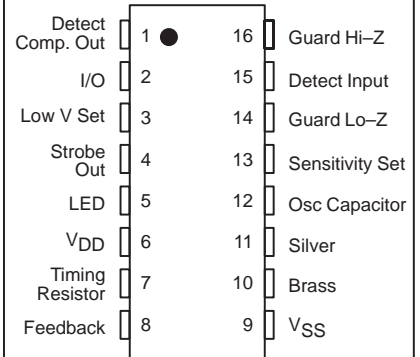 Detect
Comp. Out 1 16 Guard Hi–Z
I/O 2 15 Detect Input
Low V Set 3 14 Guard Lo–Z
Strobe
Out 4 13 Sensitivity Set
LED 5 12 Osc Capacitor
VDD 6 11 Silver
Timing
Resistor 7 10 Brass
Feedback 8 9 VSS